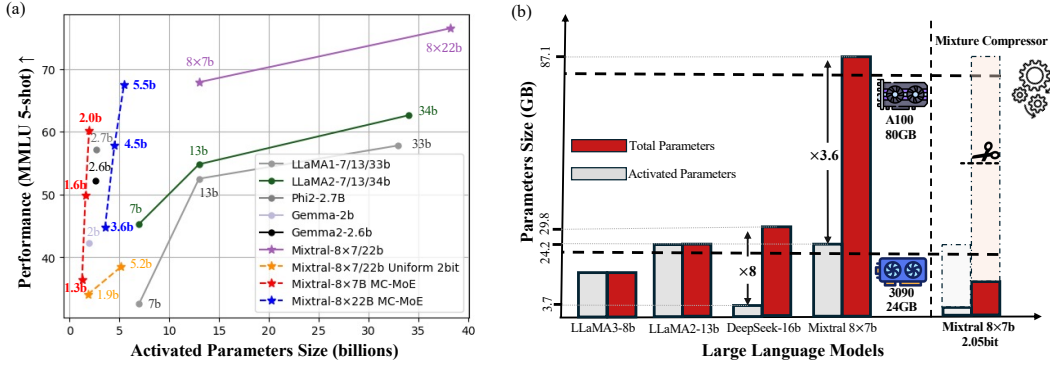 (a)
Performance (MMLU 5-shot) ↑
70
60
50
40
0
5
10
15
20
25
30
35
40
Activated Parameters Size (billions)
8×7b
8×22b
5.5b
2.0b
2.7b
4.5b
2.6b
1.6b
3.6b
2b
5.2b
1.3b
1.9b
7b
13b
34b
33b
13b
7b
LLaMA1-7/13/33b
LLaMA2-7/13/34b
Phi2-2.7B
Gemma-2b
Gemma2-2.6b
Mixtral-8×7/22b
Mixtral-8×7/22b Uniform 2bit
Mixtral-8×7B MC-MoE
Mixtral-8×22B MC-MoE
(b)
Parameters Size (GB)
87.1
29.8
24.2
3.7
Total Parameters
Activated Parameters
×3.6
×8
A100
80GB
3090
24GB
Mixture Compressor
LLaMA3-8b
LLaMA2-13b
DeepSeek-16b
Mixtral 8×7b
Mixtral 8×7b
2.05bit
Large Language Models